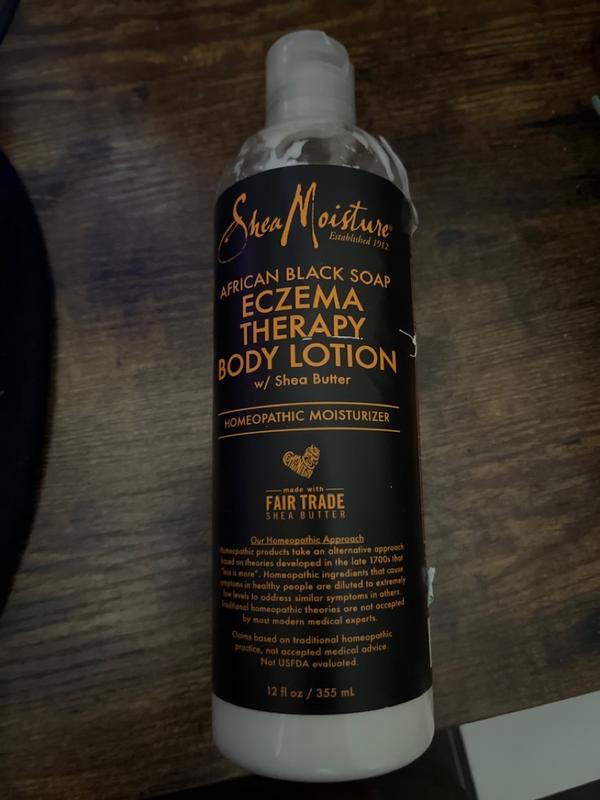 SheaMoisture®
Established 1912
AFRICAN BLACK SOAP
ECZEMA
THERAPY
BODY LOTION
w/ Shea Butter
HOMEOPATHIC MOISTURIZER
made with
FAIR TRADE
SHEA BUTTER
Our Homeopathic Approach
Homeopathic products take an alternative approach
based on theories developed in the late 1700s that
"less is more". Homeopathic ingredients that cause
symptoms in healthy people are diluted to extremely
low levels to address similar symptoms in others.
Traditional homeopathic theories are not accepted
by most modern medical experts.
Claims based on traditional homeopathic
practice, not accepted medical advice.
Not USFDA evaluated.
12 fl oz / 355 mL